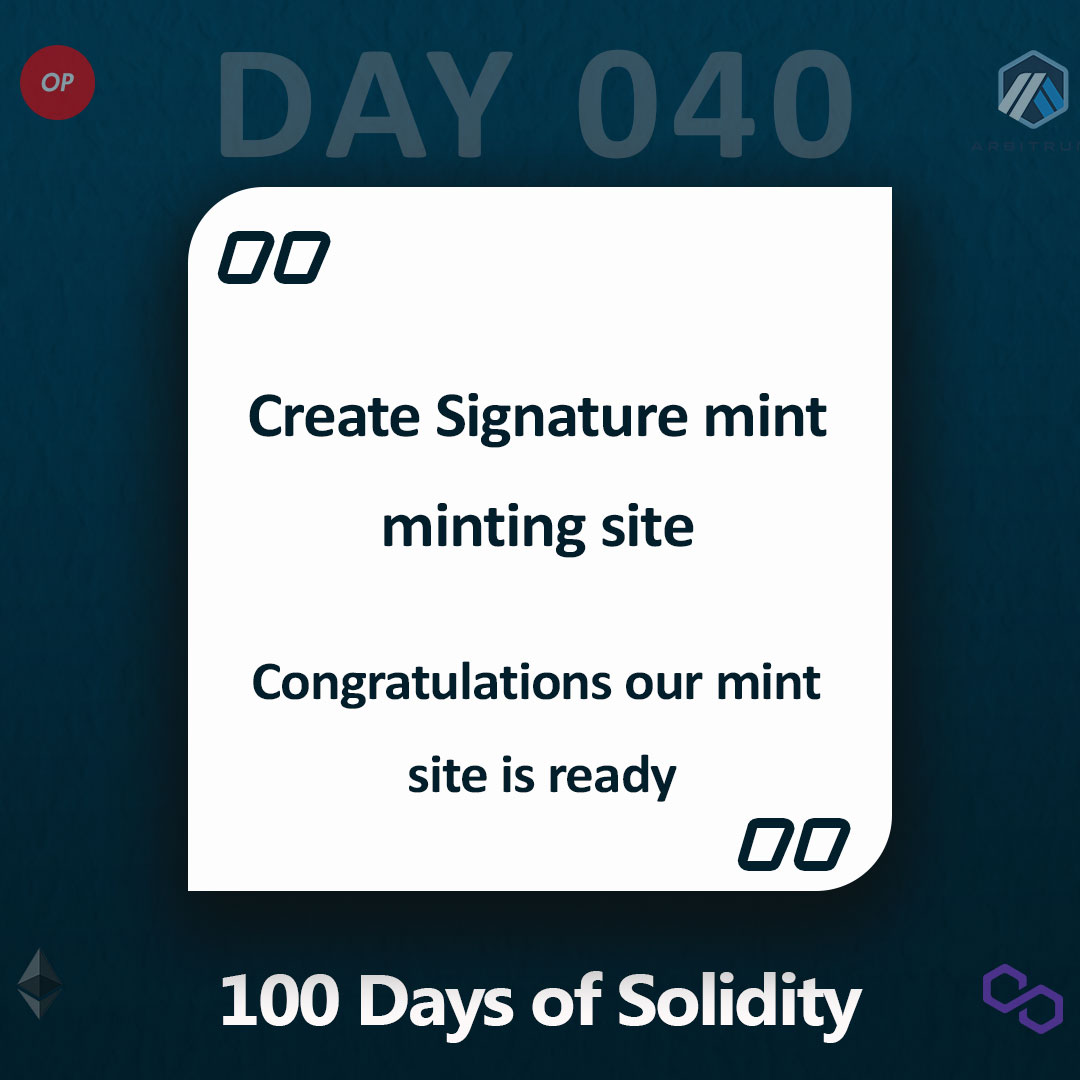 OP
DAY 040
ARBITRUM
Create Signature mint
minting site
Congratulations our mint
site is ready
100 Days of Solidity